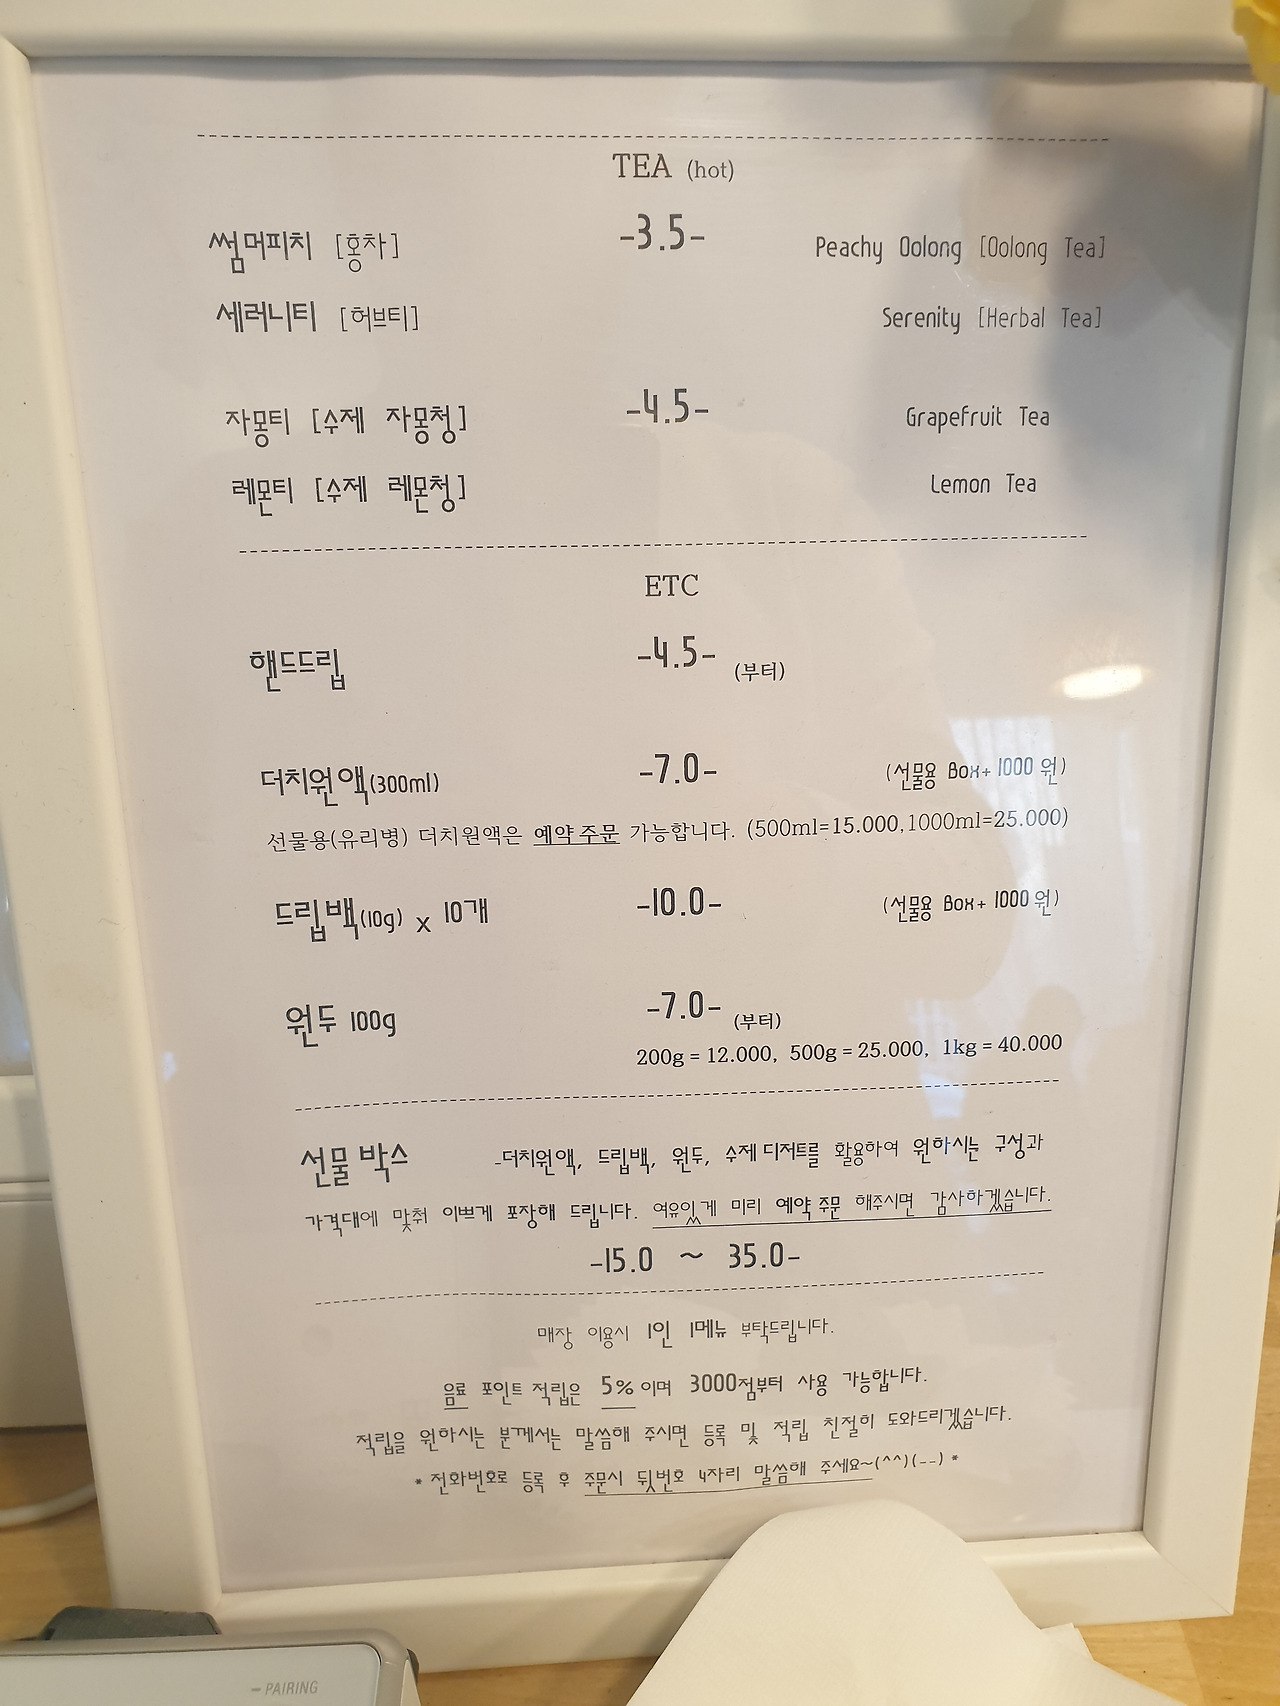 TEA (hot)
썸머피치 [홍차] -3.5- Peachy Oolong [Oolong Tea]
세러니티 [허브티] Serenity [Herbal Tea]
자몽티 [수제 자몽청] -4.5- Grapefruit Tea
레몬티 [수제 레몬청] Lemon Tea
ETC
핸드드립 -4.5- (부터)
더치원액(300ml) -7.0- (선물용 Box+ 1000 원)
선물용(유리병) 더치원액은 예약 주문 가능합니다. (500ml=15.000, 1000ml=25.000)
드립백(10g) x 10개 -10.0- (선물용 Box+ 1000 원)
원두 100g -7.0- (부터)
200g = 12.000, 500g = 25.000, 1kg = 40.000
선물 박스 -더치원액, 드립백, 원두, 수제 디저트를 활용하여 원하시는 구성과
가격대에 맞춰 이쁘게 포장해 드립니다. 여유있게 미리 예약 주문 해주시면 감사하겠습니다.
-15.0 ~ 35.0-
매장 이용시 1인 1메뉴 부탁드립니다.
음료 포인트 적립은 5% 이며 3000점부터 사용 가능합니다.
적립을 원하시는 분께서는 말씀해 주시면 등록 및 적립 친절히 도와드리겠습니다.
* 전화번호로 등록 후 주문시 뒷번호 4자리 말씀해 주세요~(^^)(--) *
- PAIRING